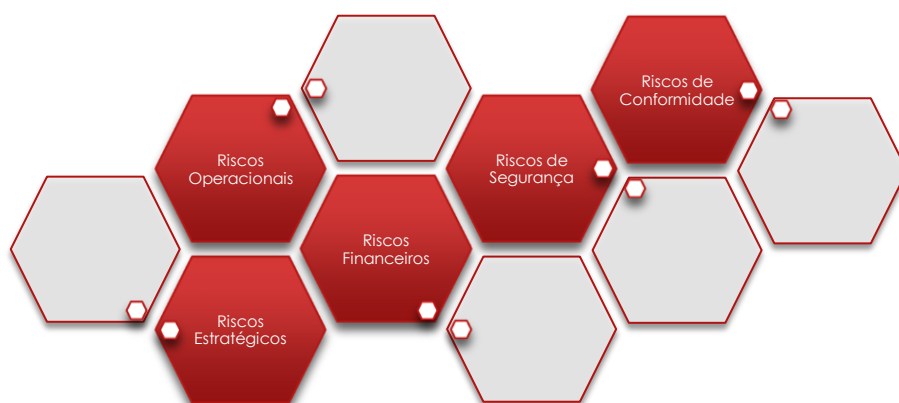 Riscos de
Conformidade
Riscos
Operacionais
Riscos de
Segurança
Riscos
Financeiros
Riscos
Estratégicos